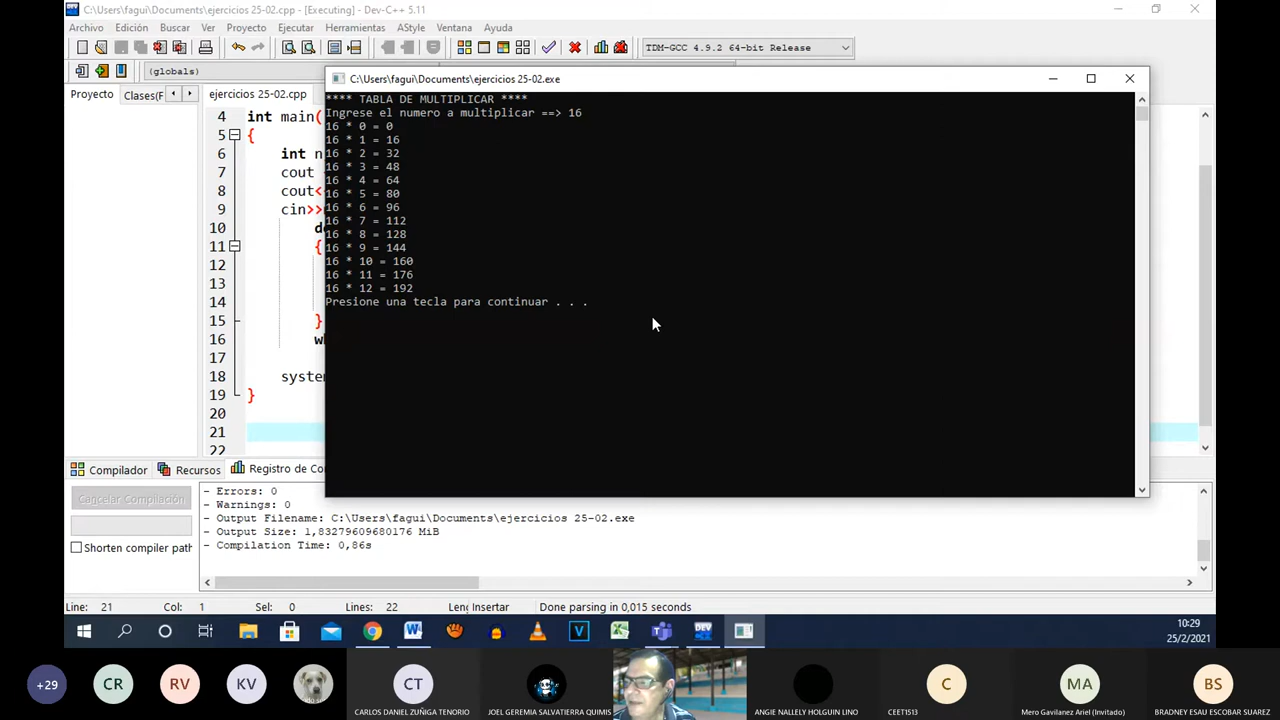 C:\Users\fagui\Documents\ejercicios 25-02.cpp - [Executing] - Dev-C++ 5.11
Archivo Edición Buscar Ver Proyecto Ejecutar Herramientas AStyle Ventana Ayuda
TDM-GCC 4.9.2 64-bit Release
(globals)
Proyecto Clases(F ejercicios 25-02.cpp
C:\Users\fagui\Documents\ejercicios 25-02.exe
**** TABLA DE MULTIPLICAR ****
Ingrese el numero a multiplicar ==> 16
16 * 0 = 0
16 * 1 = 16
16 * 2 = 32
16 * 3 = 48
16 * 4 = 64
16 * 5 = 80
16 * 6 = 96
16 * 7 = 112
16 * 8 = 128
16 * 9 = 144
16 * 10 = 160
16 * 11 = 176
16 * 12 = 192
Presione una tecla para continuar . . .
4 int main(
5 {
6 int n
7 cout
8 cout<
9 cin>>
10 d
11 {
12
13
14
15 }
16 w
17
18 system
19 }
20
21
22
Compilador Recursos Registro de Co
Cancelar Compilación
Shorten compiler path
- Errors: 0
- Warnings: 0
- Output Filename: C:\Users\fagui\Documents\ejercicios 25-02.exe
- Output Size: 1,83279609680176 MiB
- Compilation Time: 0,86s
Line: 21 Col: 1 Sel: 0 Lines: 22 Leng Insertar Done parsing in 0,015 seconds
10:29
25/2/2021
+29 CR RV KV CT C MA BS
CARLOS DANIEL ZUÑIGA TENORIO JOEL GEREMIA SALVATIERRA QUIMIS ANGIE NALLELY HOLGUIN LINO CEET1513 Mero Gavilanez Ariel (Invitado) BRADNEY ESAU ESCOBAR SUAREZ